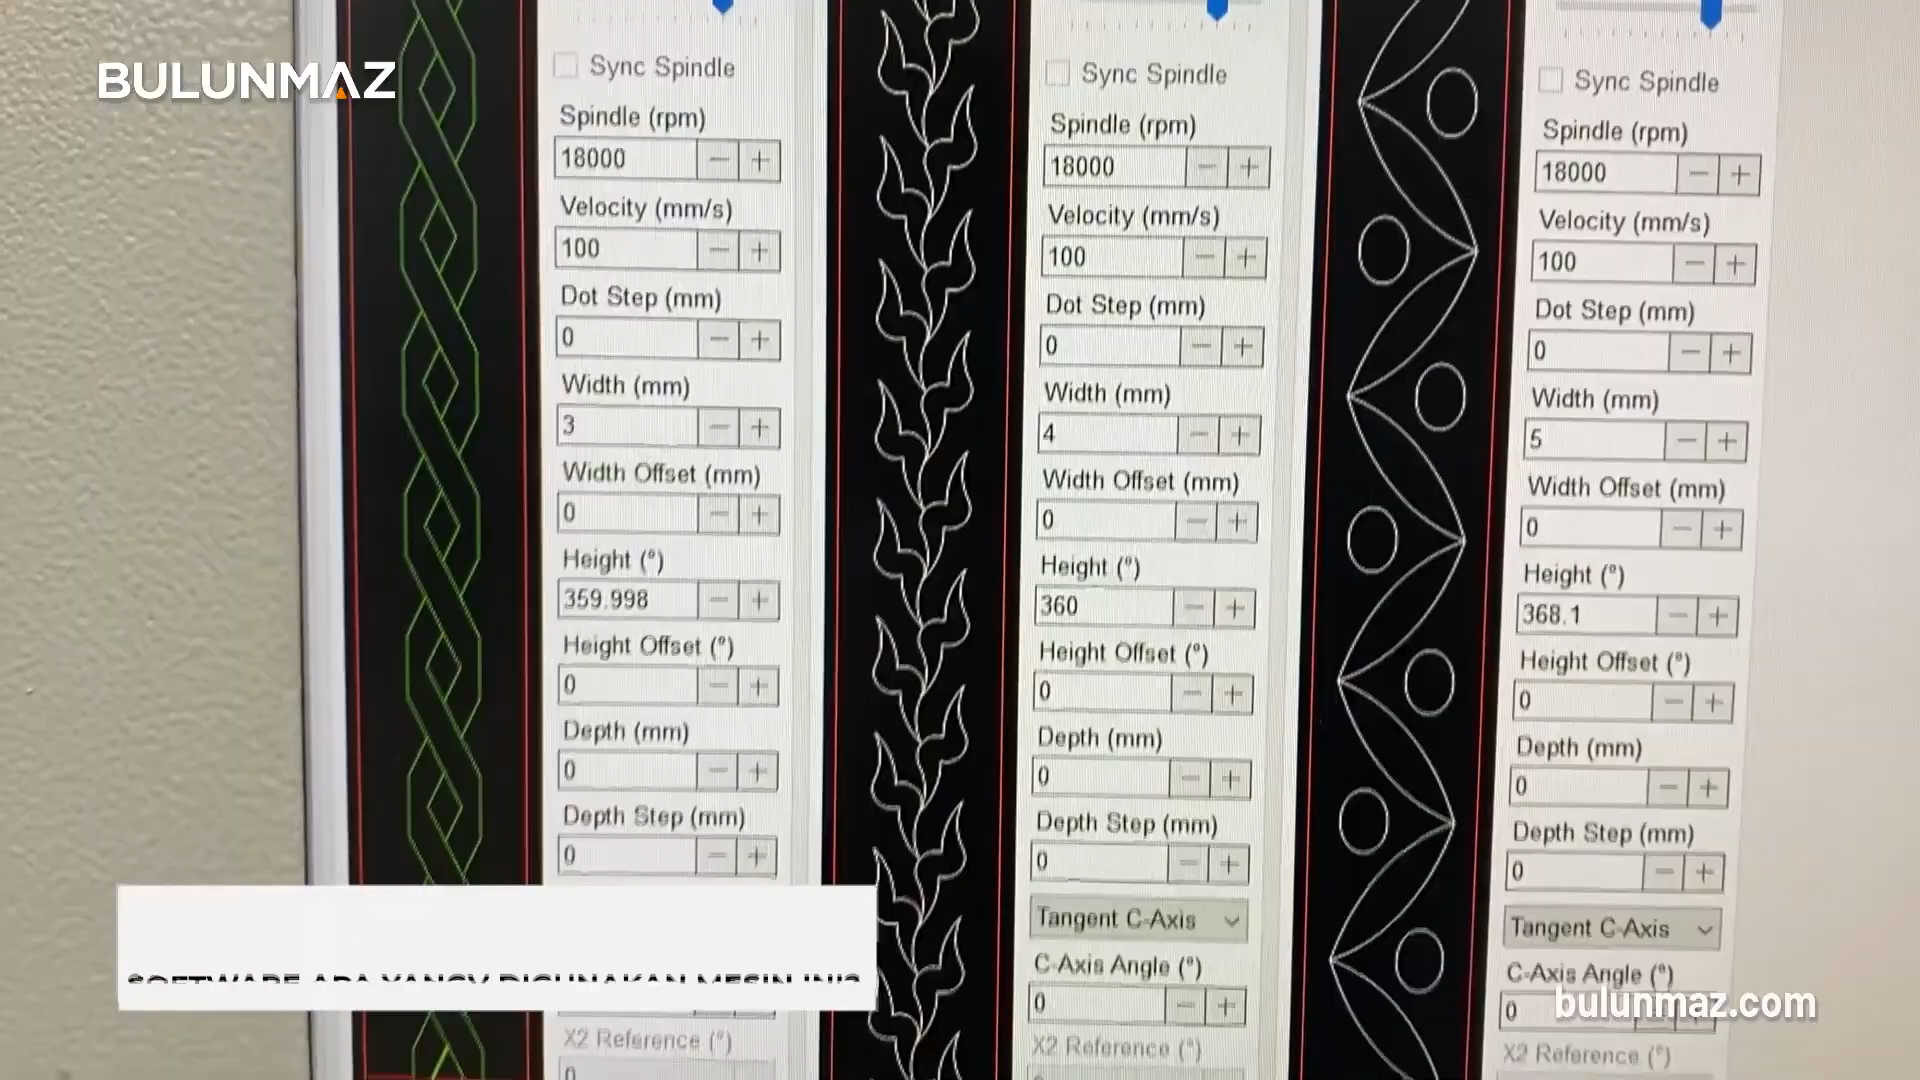 BULUNMAZ
Sync Spindle
Spindle (rpm)
18000
Velocity (mm/s)
100
Dot Step (mm)
0
Width (mm)
3
Width Offset (mm)
0
Height (º)
359.998
Height Offset (º)
0
Depth (mm)
0
Depth Step (mm)
0
X2 Reference (º)
0
Sync Spindle
Spindle (rpm)
18000
Velocity (mm/s)
100
Dot Step (mm)
0
Width (mm)
4
Width Offset (mm)
0
Height (º)
360
Height Offset (º)
0
Depth (mm)
0
Depth Step (mm)
0
Tangent C-Axis
C-Axis Angle (º)
0
X2 Reference (º)
Sync Spindle
Spindle (rpm)
18000
Velocity (mm/s)
100
Dot Step (mm)
0
Width (mm)
5
Width Offset (mm)
0
Height (º)
368.1
Height Offset (º)
0
Depth (mm)
0
Depth Step (mm)
0
Tangent C-Axis
C-Axis Angle (º)
0
X2 Reference (º)
bulunmaz.com